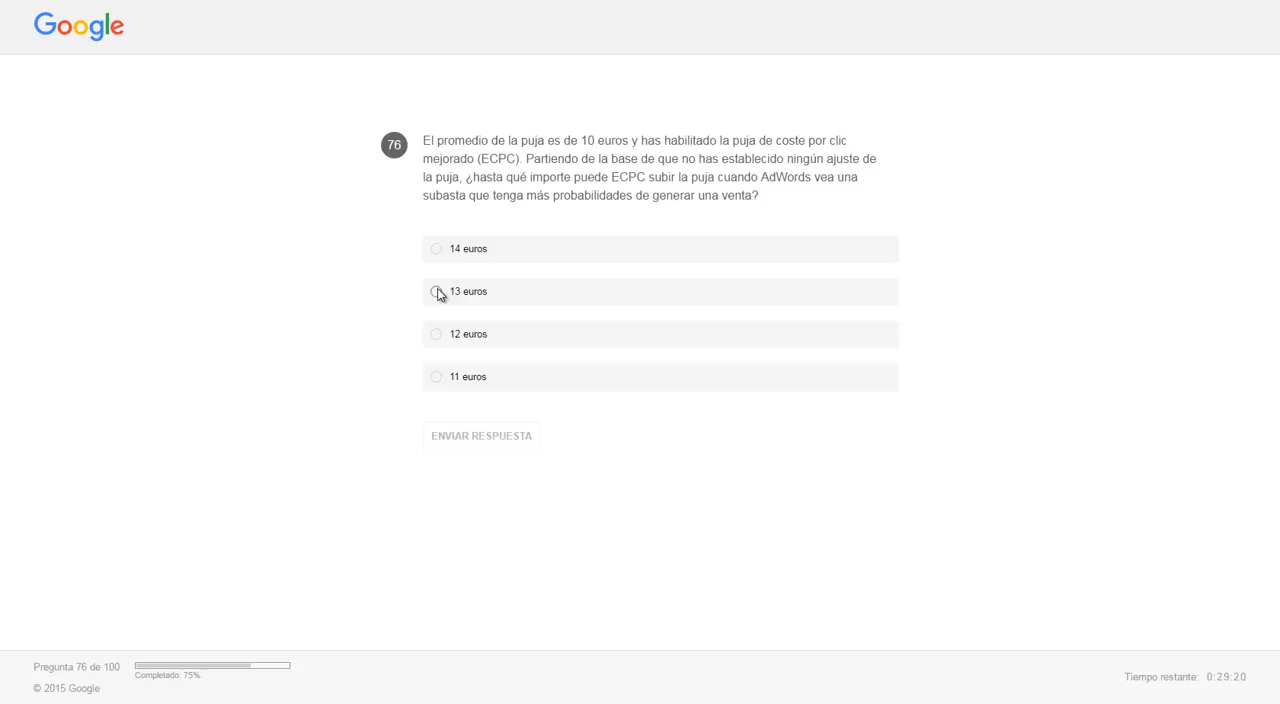 Google
76
El promedio de la puja es de 10 euros y has habilitado la puja de coste por clic
mejorado (ECPC). Partiendo de la base de que no has establecido ningún ajuste de
la puja, ¿hasta qué importe puede ECPC subir la puja cuando AdWords vea una
subasta que tenga más probabilidades de generar una venta?
14 euros
13 euros
12 euros
11 euros
ENVIAR RESPUESTA
Pregunta 76 de 100
Completado: 75%.
© 2015 Google
Tiempo restante: 0:29:20